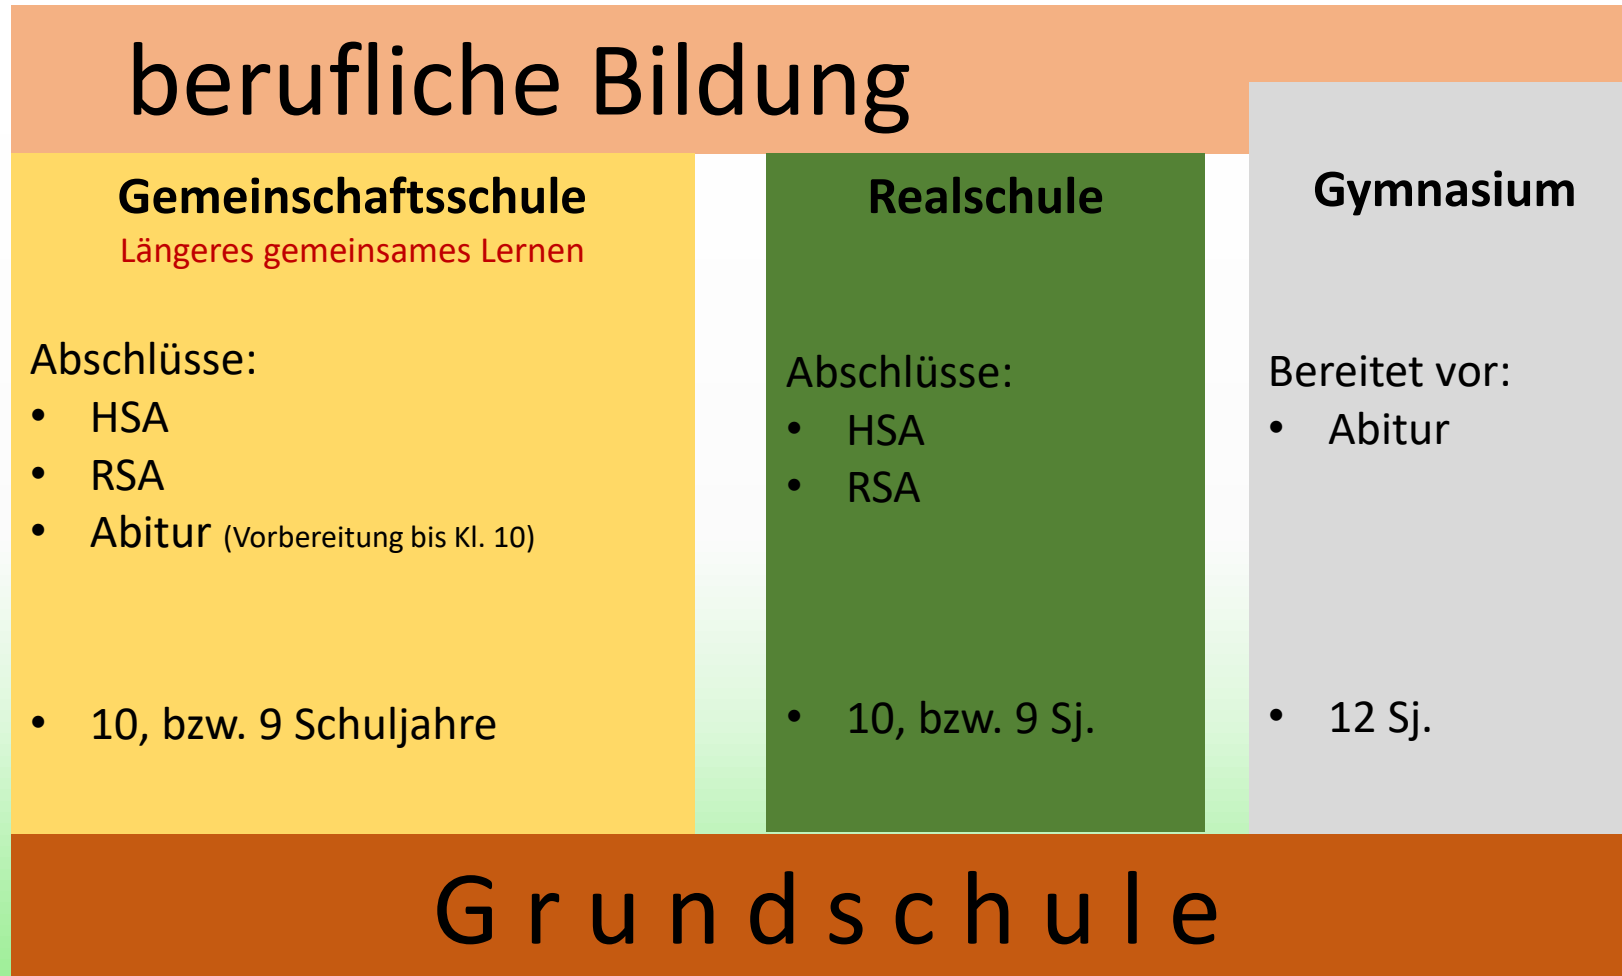 berufliche Bildung
Gemeinschaftsschule
Längeres gemeinsames Lernen
Abschlüsse:
• HSA
• RSA
• Abitur (Vorbereitung bis Kl. 10)
• 10, bzw. 9 Schuljahre
Realschule
Abschlüsse:
• HSA
• RSA
• 10, bzw. 9 Sj.
Gymnasium
Bereitet vor:
• Abitur
• 12 Sj.
Grundschule